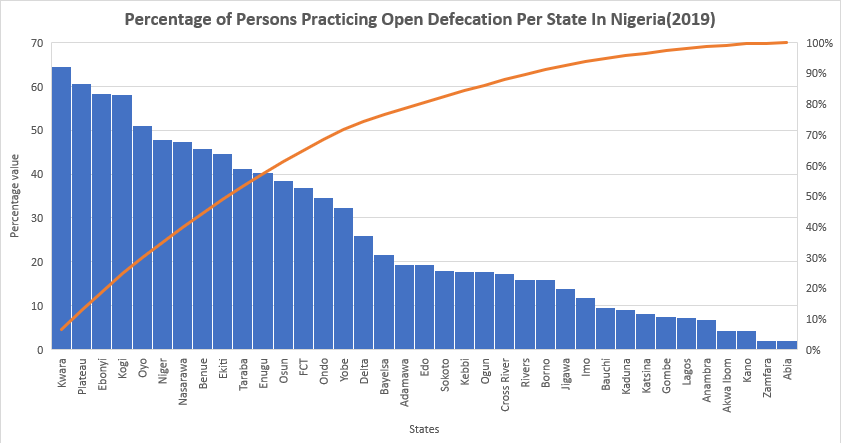 Percentage of Persons Practicing Open Defecation Per State In Nigeria(2019)
70
60
50
40
30
20
10
0
Percentage value
100%
90%
80%
70%
60%
50%
40%
30%
20%
10%
0%
Kwara
Plateau
Ebonyi
Kogi
Oyo
Niger
Nasarawa
Benue
Ekiti
Taraba
Enugu
Osun
FCT
Ondo
Yobe
Delta
Bayelsa
Adamawa
Edo
Sokoto
Kebbi
Ogun
Cross River
Rivers
Borno
Jigawa
Imo
Bauchi
Kaduna
Katsina
Gombe
Lagos
Anambra
Akwa Ibom
Kano
Zamfara
Abia
States